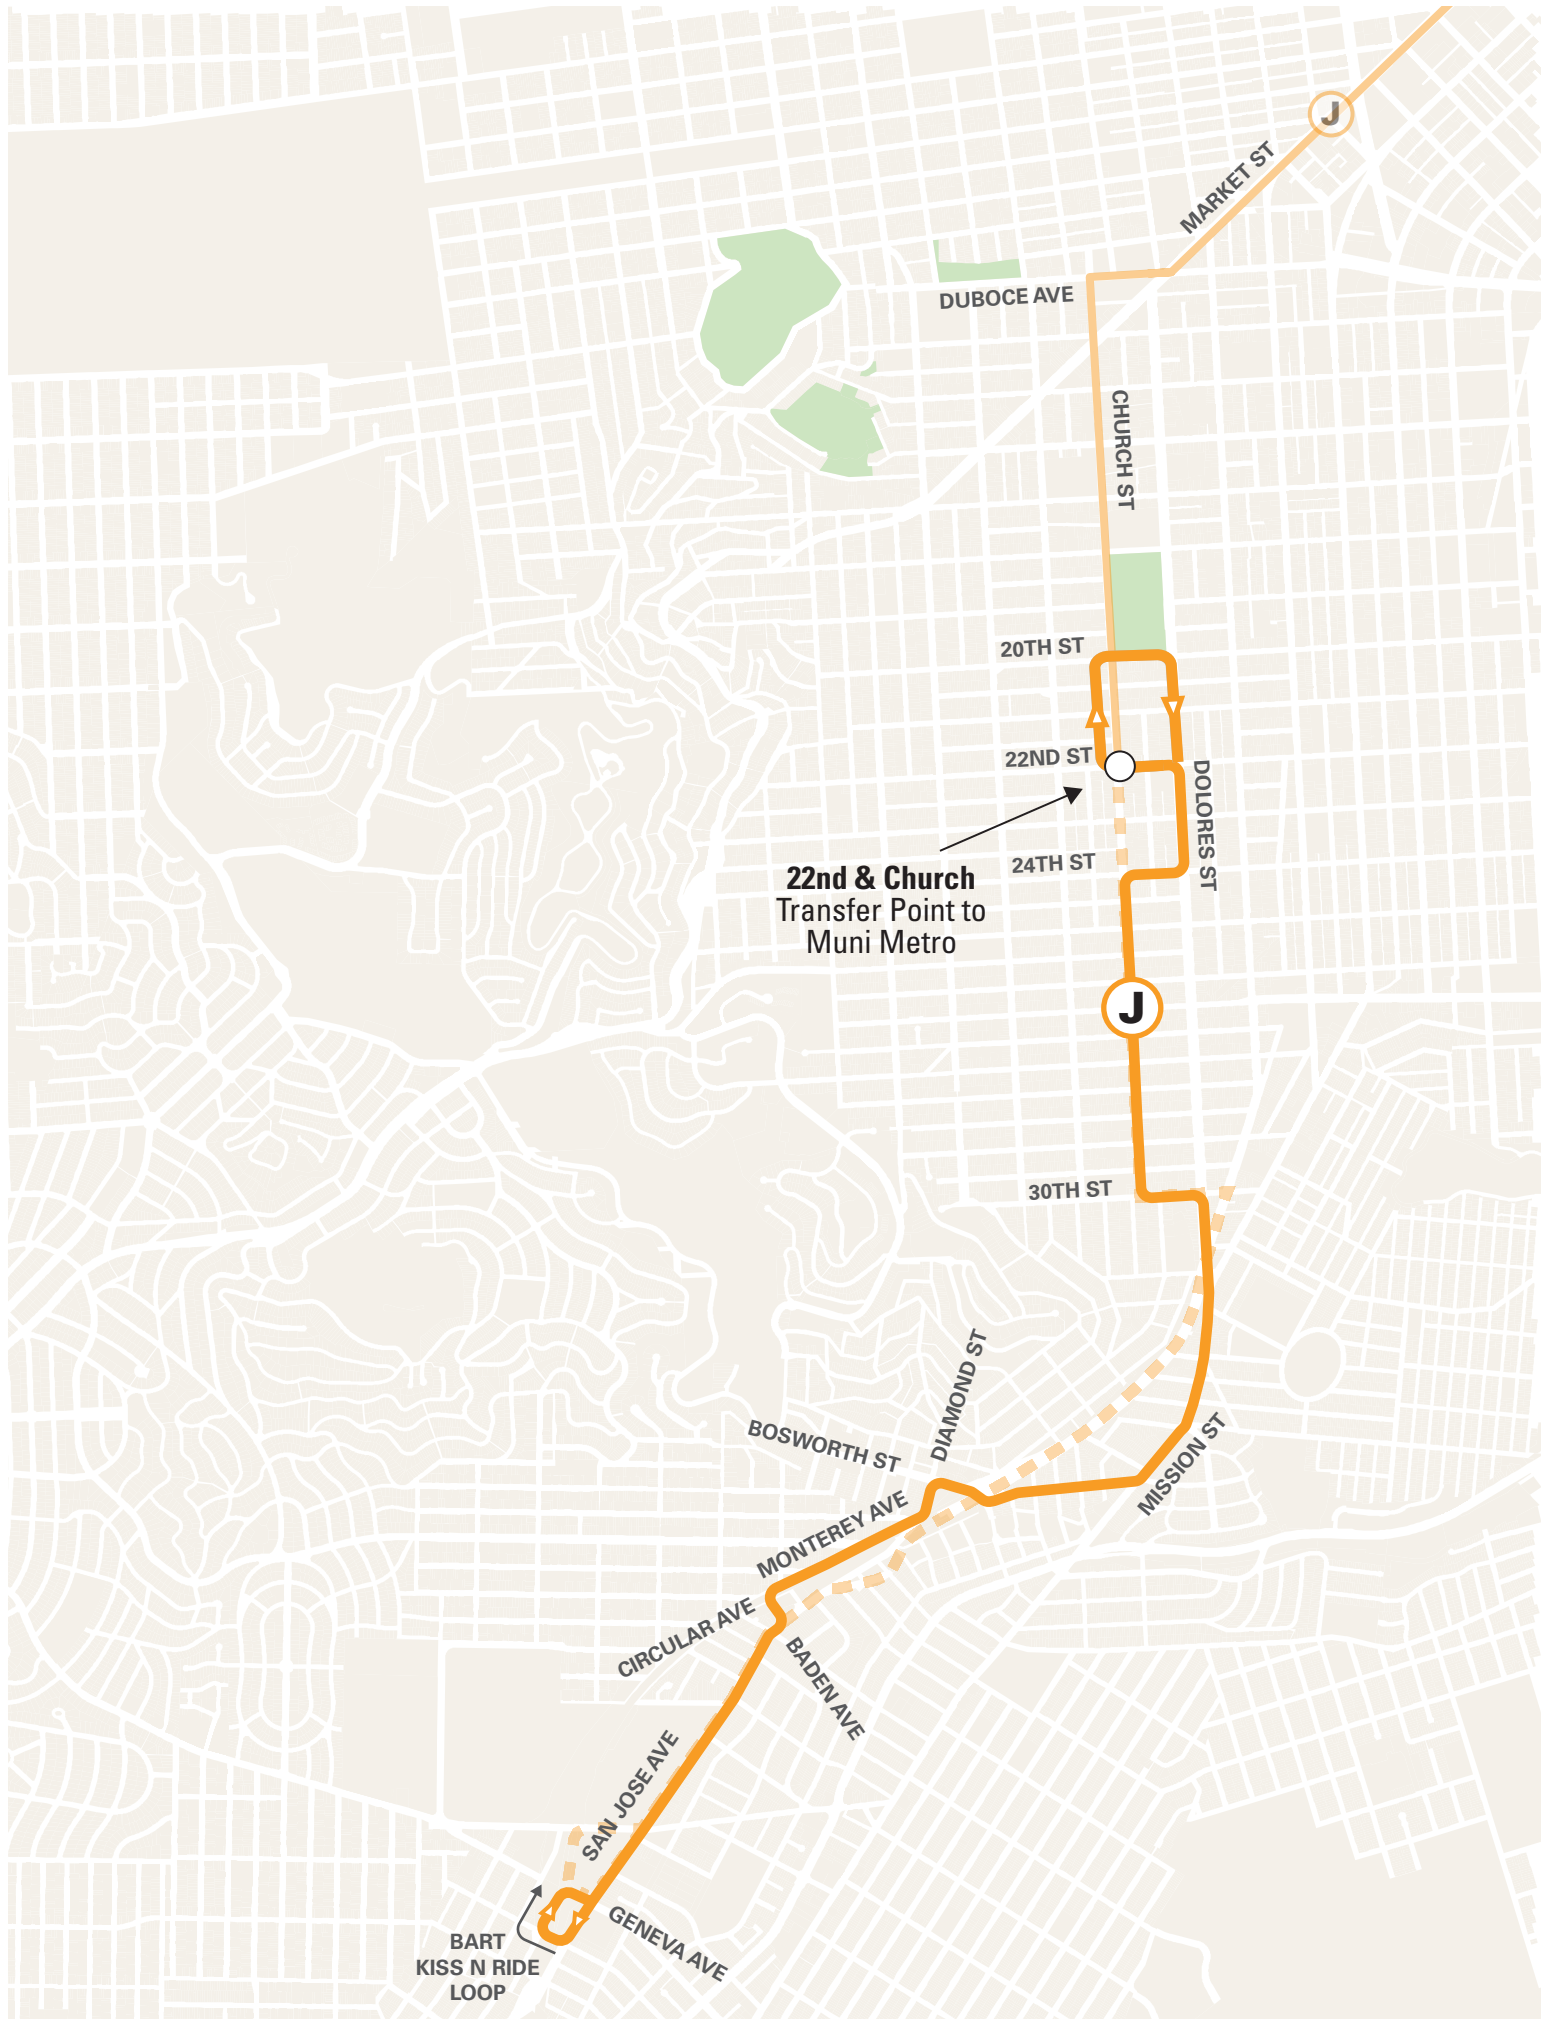 J
MARKET ST
DUBOCE AVE
CHURCH ST
20TH ST
22ND ST
DOLORES ST
24TH ST
22nd & Church
Transfer Point to
Muni Metro
J
30TH ST
DIAMOND ST
BOSWORTH ST
MISSION ST
MONTEREY AVE
CIRCULAR AVE
BADEN AVE
SAN JOSE AVE
GENEVA AVE
BART
KISS N RIDE
LOOP